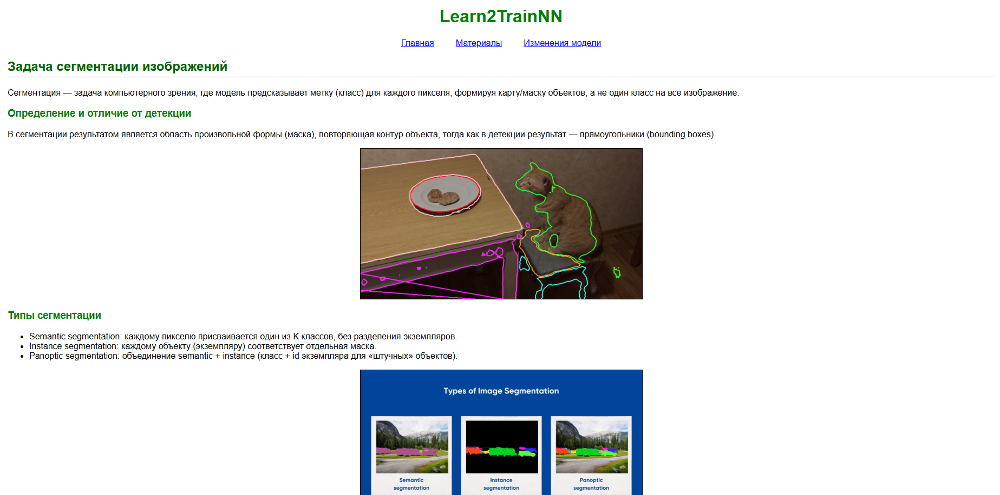 Learn2TrainNN
Главная Материалы Изменения модели
Задача сегментации изображений
Сегментация — задача компьютерного зрения, где модель предсказывает метку (класс) для каждого пикселя, формируя карту/маску объектов, а не один класс на всё изображение.
Определение и отличие от детекции
В сегментации результатом является область произвольной формы (маска), повторяющая контур объекта, тогда как в детекции результат — прямоугольники (bounding boxes).
Типы сегментации
• Semantic segmentation: каждому пикселю присваивается один из K классов, без разделения экземпляров.
• Instance segmentation: каждому объекту (экземпляру) соответствует отдельная маска.
• Panoptic segmentation: объединение semantic + instance (класс + id экземпляра для «штучных» объектов).
Types of Image Segmentation
Semantic
segmentation
Instance
segmentation
Panoptic
segmentation